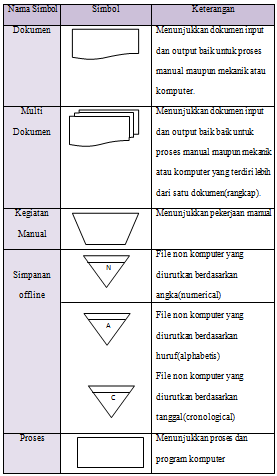 Nama Simbol Simbol Keterangan
Dokumen
Menunjukkan dokumen input
dan output baik untuk proses
manual maupun mekanik atau
komputer.
Multi
Dokumen
Menunjukkan dokumen input
dan output baik baik untuk
proses manual maupun mekanik
atau komputer yang terdiri lebih
dari satu dokumen(rangkap).
Kegiatan
Manual
Menunjukkan pekerjaan manual
Simpanan
offline
N
File non komputer yang
diurutkan berdasarkan
angka(numerical)
A
File non komputer yang
diurutkan berdasarkan
huruf(alphabetis)
C
File non komputer yang
diurutkan berdasarkan
tanggal(cronological)
Proses
Menunjukkan proses dan
program komputer